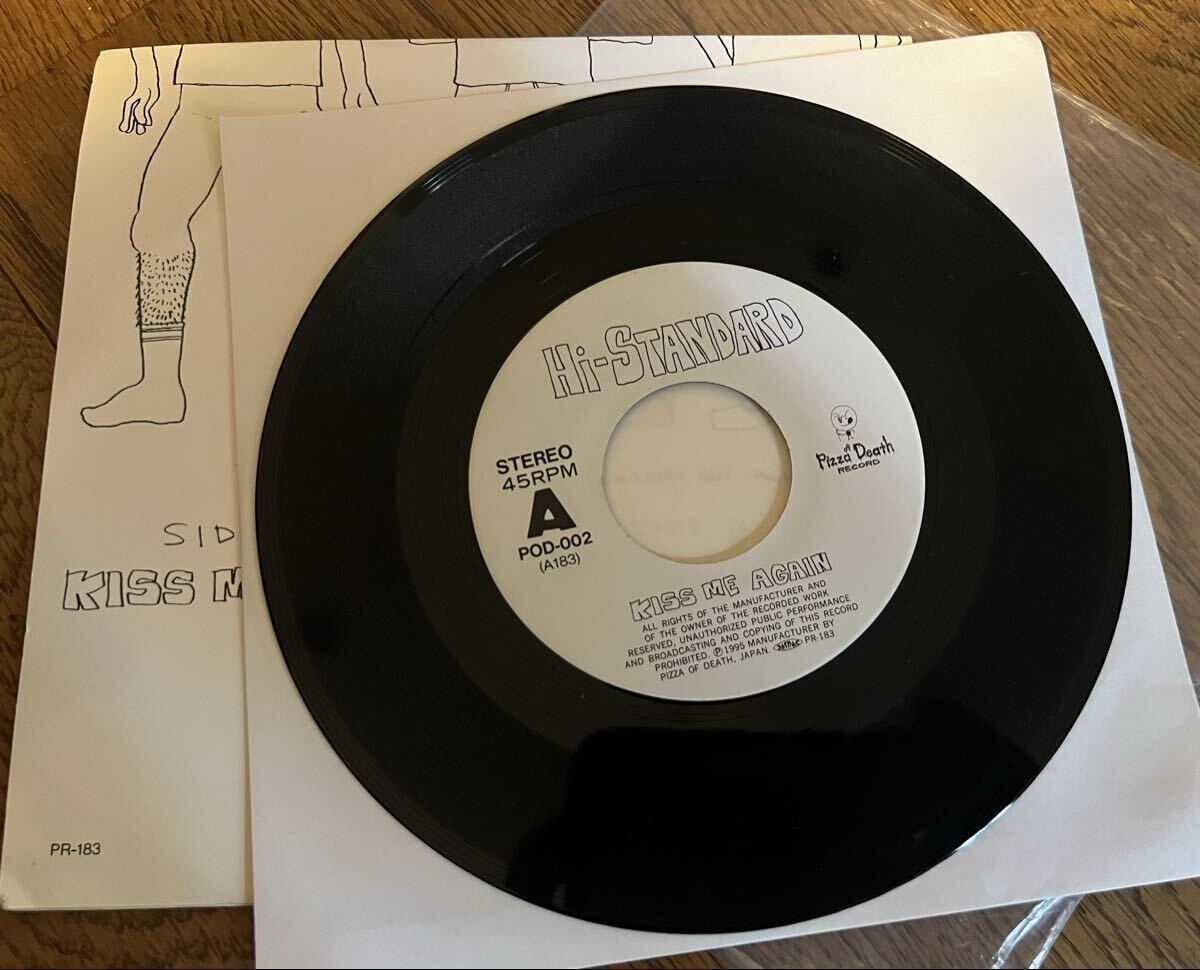 SID
KISS M
PR-183
Hi-STANDARD
STEREO
45RPM
A
POD-002
(A183)
Pizza of Death
RECORD
KISS ME AGAIN
ALL RIGHTS OF THE MANUFACTURER AND
OF THE OWNER OF THE RECORDED WORK
RESERVED, UNAUTHORIZED PUBLIC PERFORMANCE
AND BROADCASTING AND COPYING OF THIS RECORD
PROHIBITED. Ⓟ1995 MANUFACTURER BY PR-183
PIZZA OF DEATH, JAPAN.